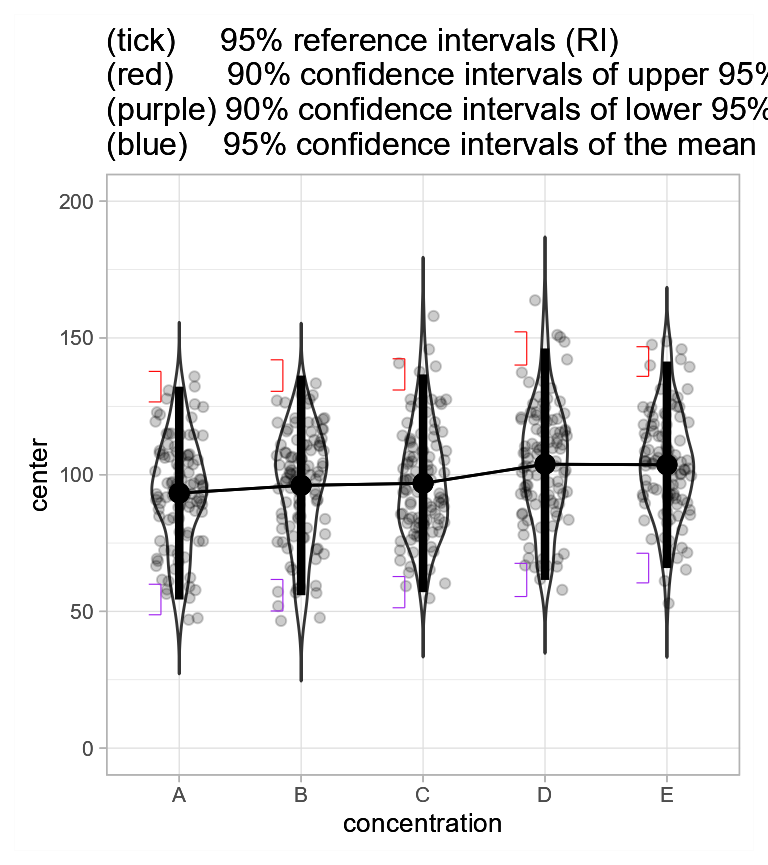 (tick) 95% reference intervals (RI)
(red) 90% confidence intervals of upper 95%
(purple) 90% confidence intervals of lower 95%
(blue) 95% confidence intervals of the mean
200
150
100
50
0
center
A B C D E
concentration